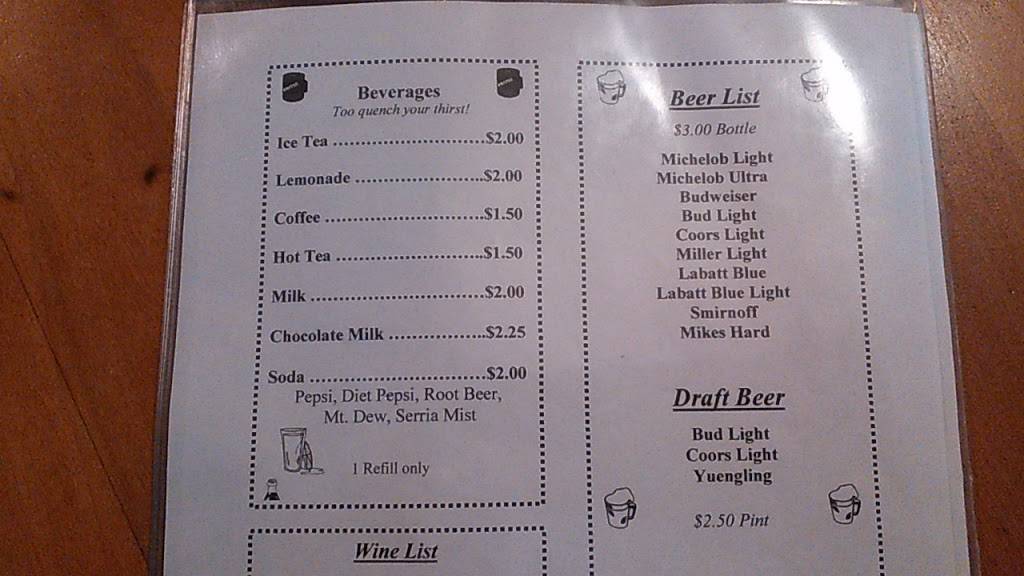 Beverages
Too quench your thirst!
Ice Tea ..............................$2.00
Lemonade .........................$2.00
Coffee ...............................$1.50
Hot Tea .............................$1.50
Milk ..................................$2.00
Chocolate Milk ...................$2.25
Soda ..................................$2.00
Pepsi, Diet Pepsi, Root Beer,
Mt. Dew, Serria Mist
1 Refill only
Wine List
Beer List
$3.00 Bottle
Michelob Light
Michelob Ultra
Budweiser
Bud Light
Coors Light
Miller Light
Labatt Blue
Labatt Blue Light
Smirnoff
Mikes Hard
Draft Beer
Bud Light
Coors Light
Yuengling
$2.50 Pint